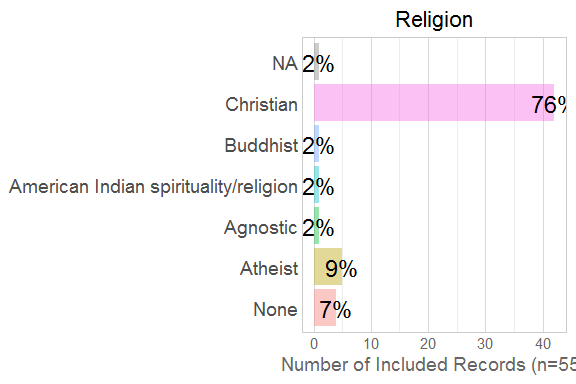 Religion
NA 2%
Christian 76%
Buddhist 2%
American Indian spirituality/religion 2%
Agnostic 2%
Atheist 9%
None 7%
0 10 20 30 40
Number of Included Records (n=55